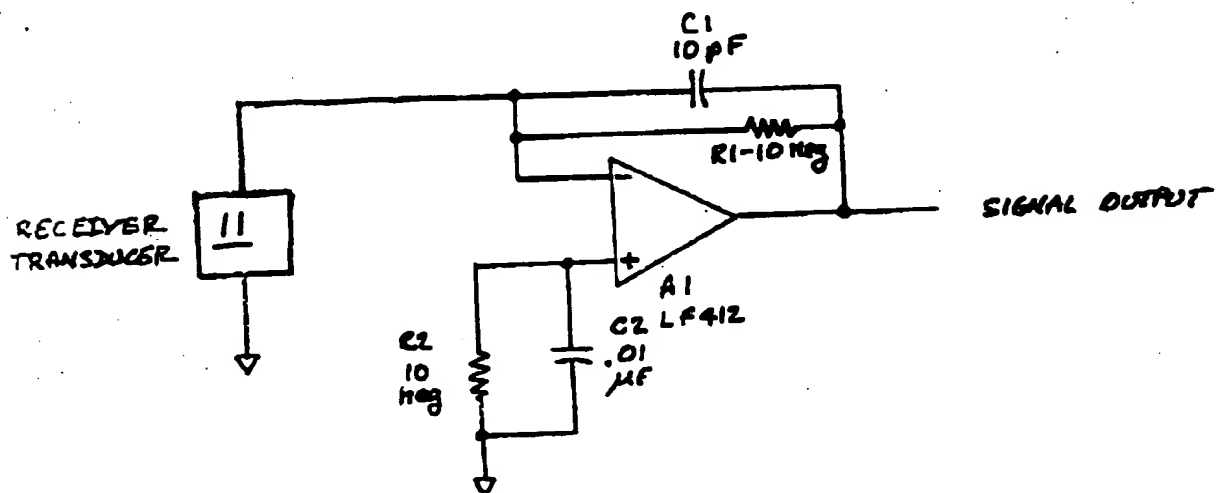 C1
10pF
R1-10 Meg
RECEIVER
TRANSDUCER
11
-
+
SIGNAL OUTPUT
A1
LF412
R2
10
Meg
C2
.01
µF